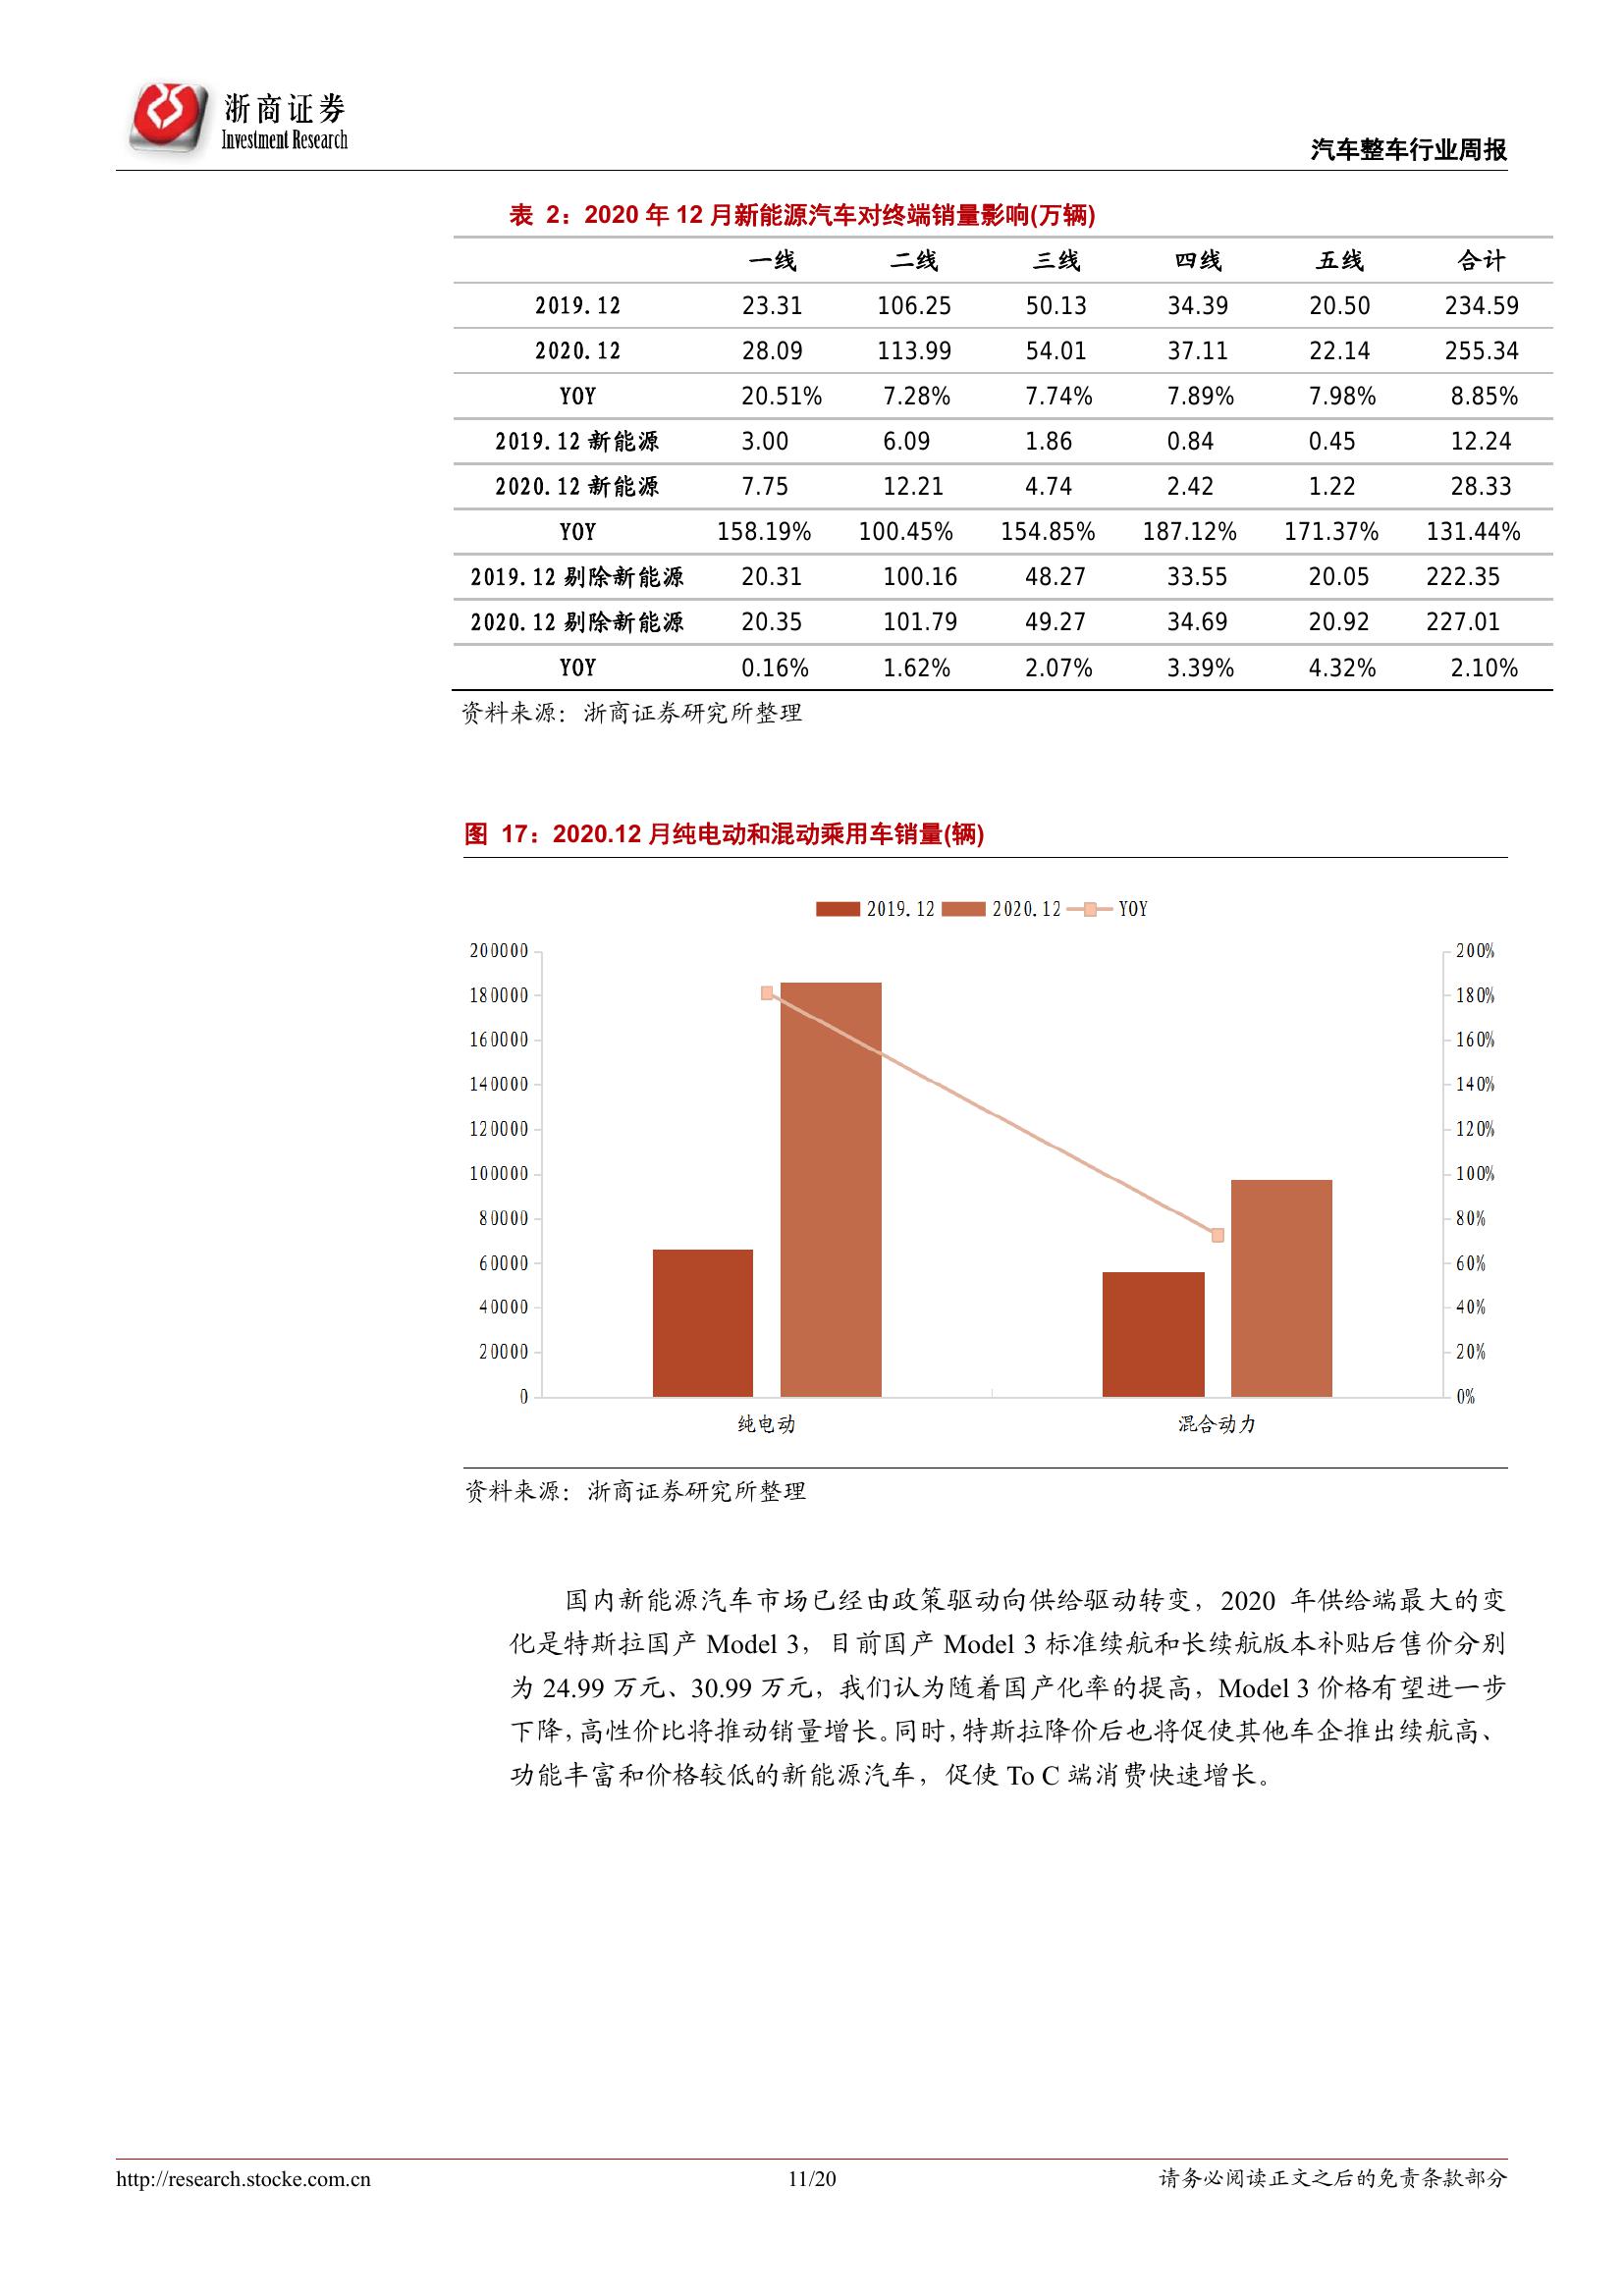 浙商证券
Investment Research
汽车整车行业周报
表 2：2020 年 12 月新能源汽车对终端销量影响(万辆)
一线 二线 三线 四线 五线 合计
2019.12 23.31 106.25 50.13 34.39 20.50 234.59
2020.12 28.09 113.99 54.01 37.11 22.14 255.34
YOY 20.51% 7.28% 7.74% 7.89% 7.98% 8.85%
2019.12 新能源 3.00 6.09 1.86 0.84 0.45 12.24
2020.12 新能源 7.75 12.21 4.74 2.42 1.22 28.33
YOY 158.19% 100.45% 154.85% 187.12% 171.37% 131.44%
2019.12 剔除新能源 20.31 100.16 48.27 33.55 20.05 222.35
2020.12 剔除新能源 20.35 101.79 49.27 34.69 20.92 227.01
YOY 0.16% 1.62% 2.07% 3.39% 4.32% 2.10%
资料来源：浙商证券研究所整理
图 17：2020.12 月纯电动和混动乘用车销量(辆)
2019.12 2020.12 YOY
200000 200%
180000 180%
160000 160%
140000 140%
120000 120%
100000 100%
80000 80%
60000 60%
40000 40%
20000 20%
0 0%
纯电动 混合动力
资料来源：浙商证券研究所整理
国内新能源汽车市场已经由政策驱动向供给驱动转变，2020 年供给端最大的变
化是特斯拉国产 Model 3，目前国产 Model 3 标准续航和长续航版本补贴后售价分别
为 24.99 万元、30.99 万元，我们认为随着国产化率的提高，Model 3 价格有望进一步
下降，高性价比将推动销量增长。同时，特斯拉降价后也将促使其他车企推出续航高、
功能丰富和价格较低的新能源汽车，促使 To C 端消费快速增长。
http://research.stocke.com.cn 11/20 请务必阅读正文之后的免责条款部分